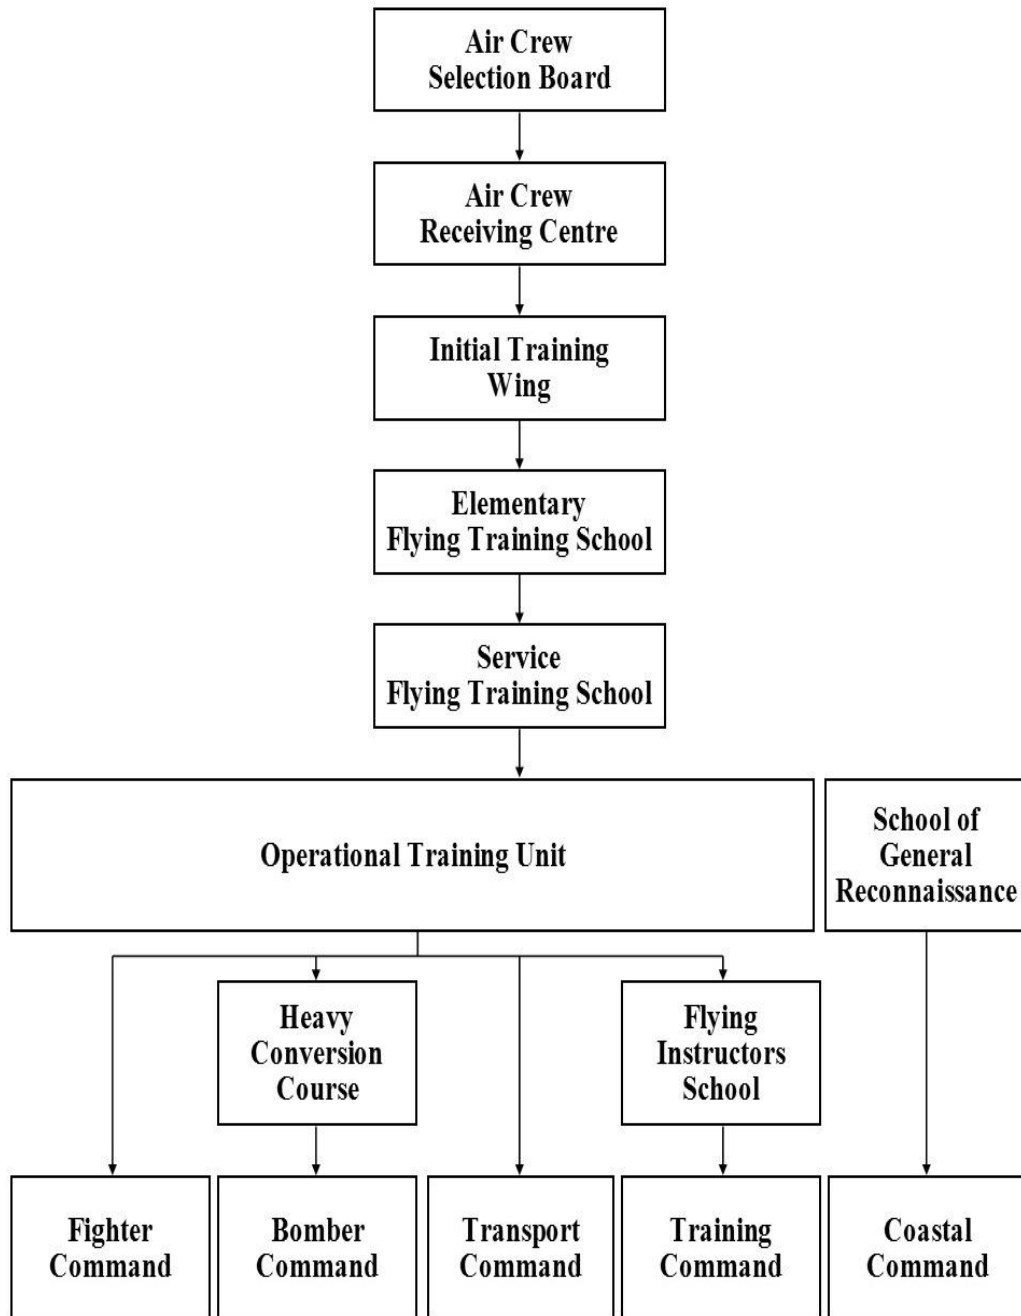 Air Crew
Selection Board
Air Crew
Receiving Centre
Initial Training
Wing
Elementary
Flying Training School
Service
Flying Training School
Operational Training Unit
School of
General
Reconnaissance
Heavy
Conversion
Course
Flying
Instructors
School
Fighter
Command
Bomber
Command
Transport
Command
Training
Command
Coastal
Command